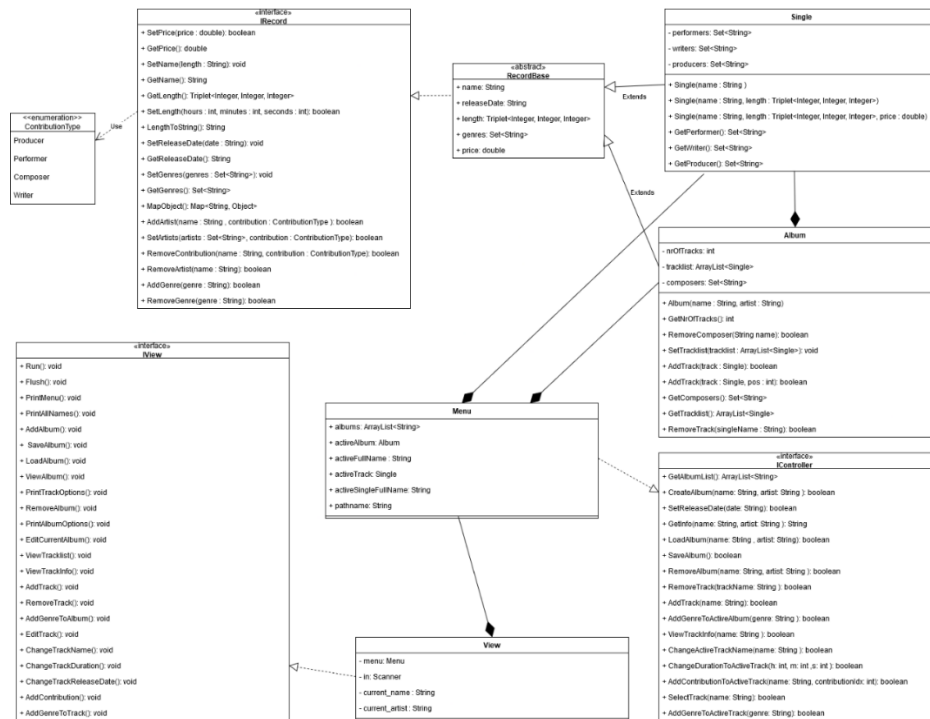 «interface»
IRecord
+ SetPrice(price : double): boolean
+ GetPrice(): double
+ SetName(length : String): void
+ GetName(): String
+ GetLength(): Triplet<Integer, Integer, Integer>
+ SetLength(hours : int, minutes : int, seconds : int): boolean
+ LengthToString(): String
+ SetReleaseDate(date : String): void
+ GetReleaseDate(): String
+ SetGenres(genres : Set<String>): void
+ GetGenres(): Set<String>
+ MapObject(): Map<String, Object>
+ AddArtist(name : String , contribution : ContributionType ): boolean
+ SetArtists(artists : Set<String>, contribution : ContributionType): boolean
+ RemoveContribution(name : String, contribution : ContributionType): boolean
+ RemoveArtist(name : String): boolean
+ AddGenre(genre : String): boolean
+ RemoveGenre(genre : String): boolean
<<enumeration>>
ContributionType
Producer
Performer
Composer
Writer
Use
«abstract»
RecordBase
+ name: String
+ releaseDate: String
+ length: Triplet<Integer, Integer, Integer>
+ genres: Set<String>
+ price: double
Extends
Extends
Single
- performers: Set<String>
- writers: Set<String>
- producers: Set<String>
+ Single(name : String )
+ Single(name : String, length : Triplet<Integer, Integer, Integer>)
+ Single(name : String, length : Triplet<Integer, Integer, Integer>, price : double)
+ GetPerformer(): Set<String>
+ GetWriter(): Set<String>
+ GetProducer(): Set<String>
Album
- nrOfTracks: int
- tracklist: ArrayList<Single>
- composers: Set<String>
+ Album(name : String, artist : String)
+ GetNrOfTracks(): int
+ RemoveComposer(String name): boolean
+ SetTracklist(tracklist : ArrayList<Single>): void
+ AddTrack(track : Single): boolean
+ AddTrack(track : Single, pos : int): boolean
+ GetComposers(): Set<String>
+ GetTracklist(): ArrayList<Single>
+ RemoveTrack(singleName : String): boolean
«interface»
IView
+ Run(): void
+ Flush(): void
+ PrintMenu(): void
+ PrintAllNames(): void
+ AddAlbum(): void
+ SaveAlbum(): void
+ LoadAlbum(): void
+ ViewAlbum(): void
+ PrintTrackOptions(): void
+ RemoveAlbum(): void
+ PrintAlbumOptions(): void
+ EditCurrentAlbum(): void
+ ViewTracklist(): void
+ ViewTrackInfo(): void
+ AddTrack(): void
+ RemoveTrack(): void
+ AddGenreToAlbum(): void
+ EditTrack(): void
+ ChangeTrackName(): void
+ ChangeTrackDuration(): void
+ ChangeTrackReleaseDate(): void
+ AddContribution(): void
+ AddGenreToTrack(): void
Menu
+ albums: ArrayList<String>
+ activeAlbum: Album
+ activeFullName : String
+ activeTrack: Single
+ activeSingleFullName: String
+ pathname: String
«interface»
IController
+ GetAlbumList(): ArrayList<String>
+ CreateAlbum(name: String, artist: String ): boolean
+ SetReleaseDate(date: String): boolean
+ GetInfo(name: String, artist: String ): String
+ LoadAlbum(name: String , artist: String): boolean
+ SaveAlbum(): boolean
+ RemoveAlbum(name: String, artist: String ): boolean
+ RemoveTrack(trackName: String ): boolean
+ AddTrack(name: String): boolean
+ AddGenreToActiveAlbum(genre: String ): boolean
+ ViewTrackInfo(name: String ): boolean
+ ChangeActiveTrackName(name: String ): boolean
+ ChangeDurationToActiveTrack(h: int, m: int ,s: int ): boolean
+ AddContributionToActiveTrack(name: String, contributionIdx: int): boolean
+ SelectTrack(name: String): boolean
+ AddGenreToActiveTrack(genre: String): boolean
View
- menu: Menu
- in: Scanner
- current_name : String
- current_artist : String